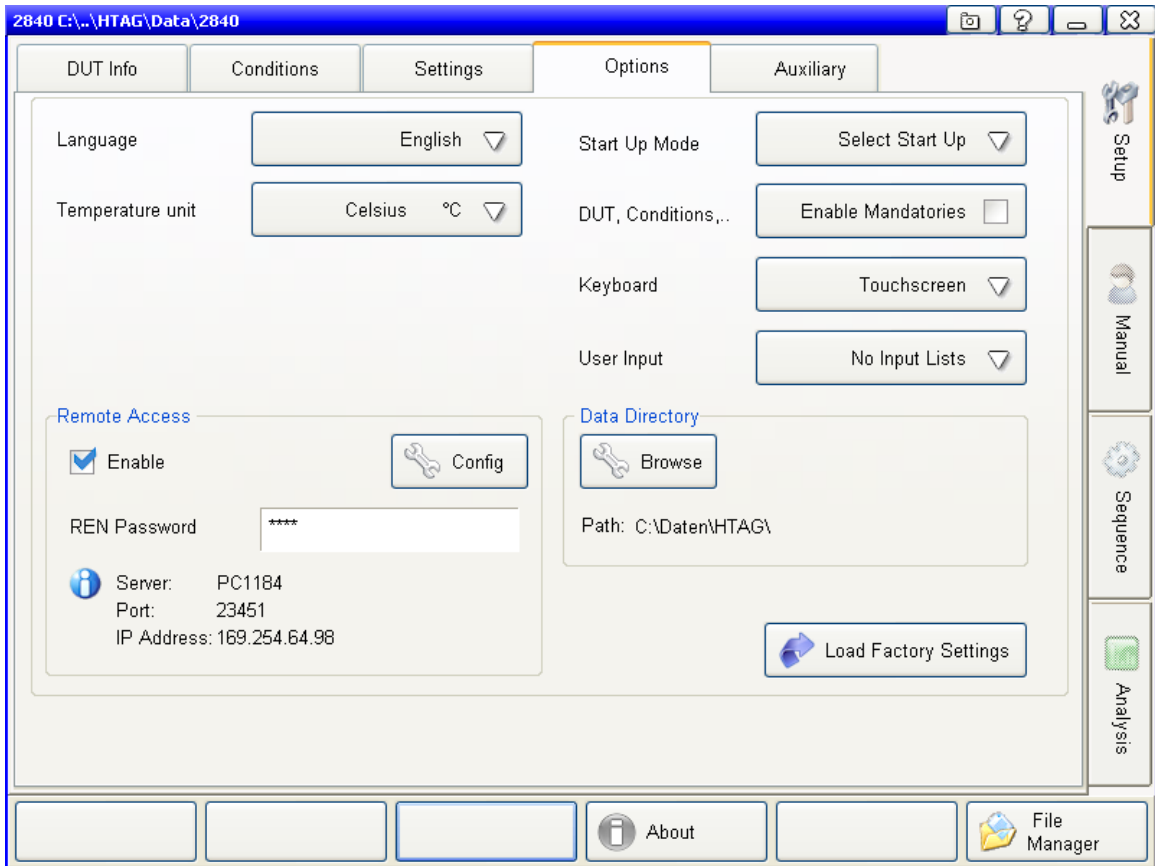 2840 C:\..\HTAG\Data\2840
DUT Info
Conditions
Settings
Options
Auxiliary
Language
English
Start Up Mode
Select Start Up
Temperature unit
Celsius °C
DUT, Conditions,..
Enable Mandatories
Keyboard
Touchscreen
User Input
No Input Lists
Remote Access
Enable
Config
REN Password
****
Server: PC1184
Port: 23451
IP Address: 169.254.64.98
Data Directory
Browse
Path: C:\Daten\HTAG\
Load Factory Settings
Setup
Manual
Sequence
Analysis
About
File
Manager